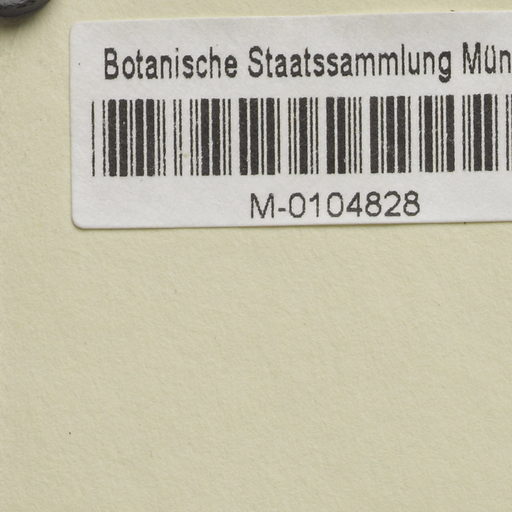 Botanische Staatssammlung Mün
M-0104828